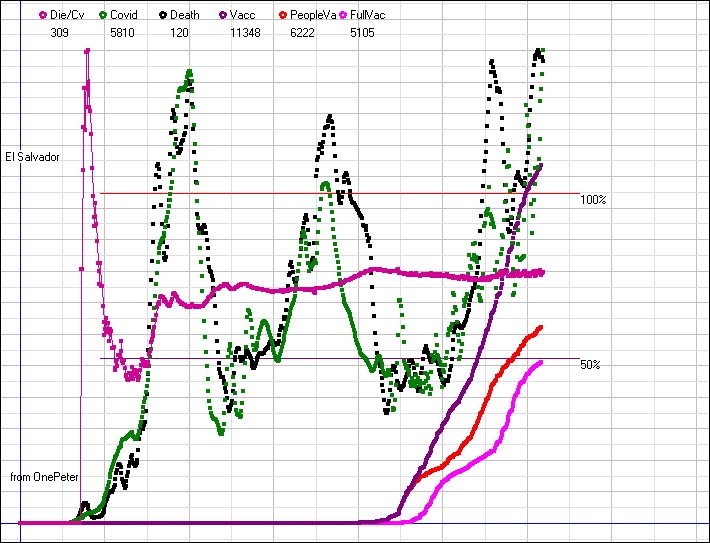 Die/Cv Covid Death Vacc PeopleVa FullVac
309 5810 120 11348 6222 5105
El Salvador
100%
50%
from OnePeter